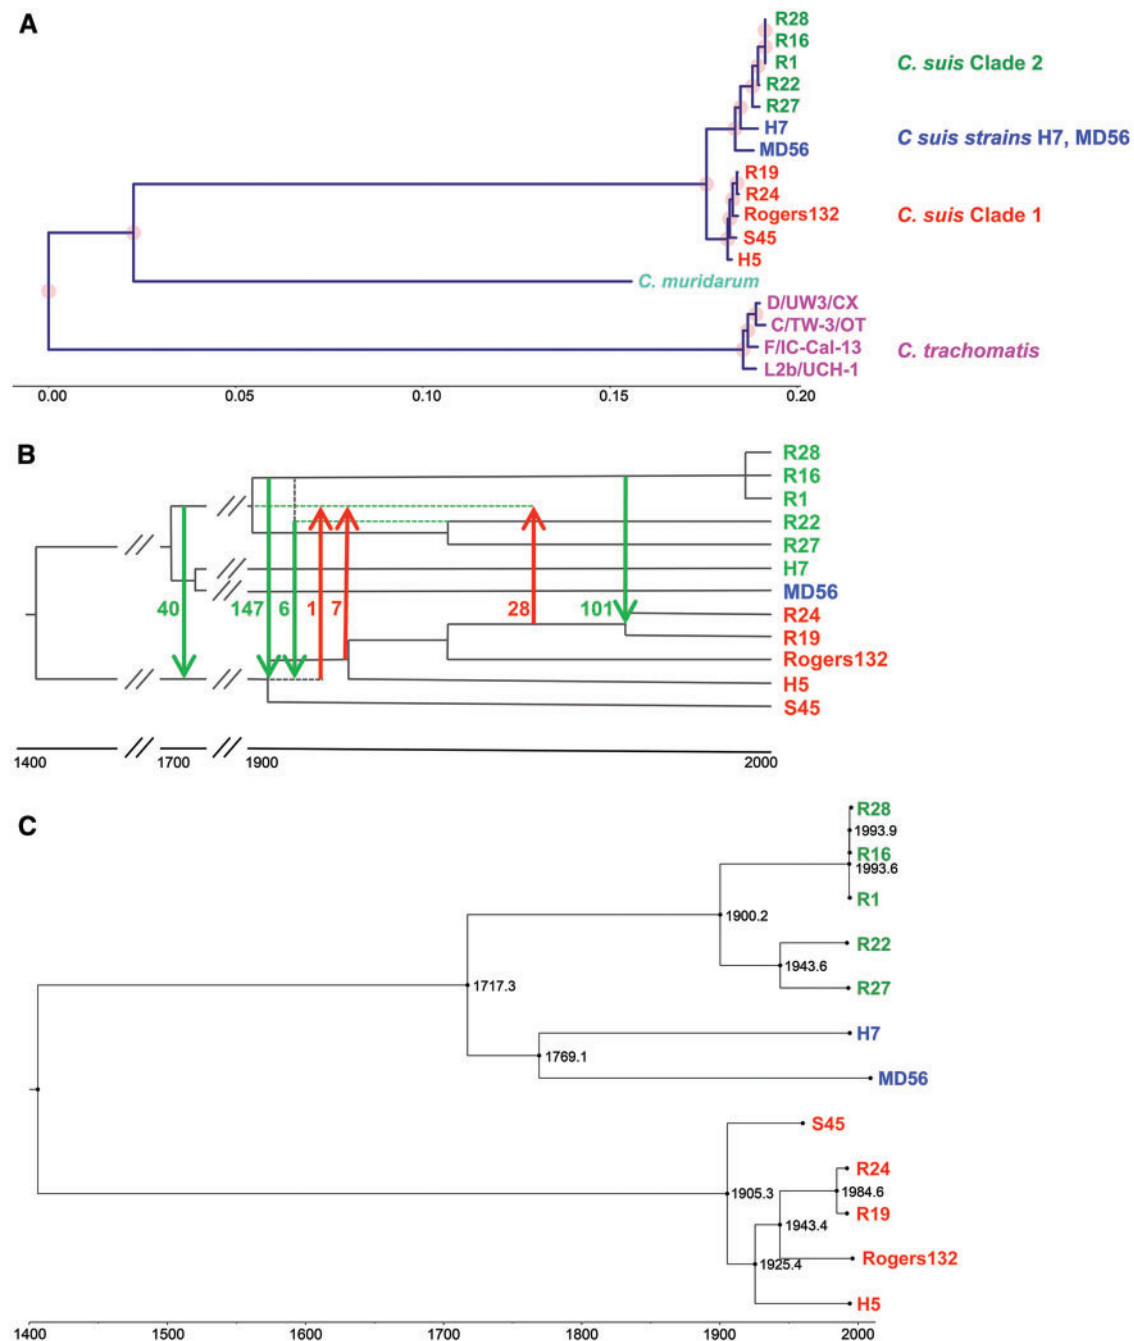 A
R28
R16
R1
C. suis Clade 2
R22
R27
H7
C suis strains H7, MD56
MD56
R19
R24
Rogers132
C. suis Clade 1
S45
H5
C. muridarum
D/UW3/CX
C/TW-3/OT
F/IC-Cal-13
C. trachomatis
L2b/UCH-1
0.00 0.05 0.10 0.15 0.20
B
R28
R16
R1
R22
R27
H7
MD56
40 147 6 1 7 28 101
R24
R19
Rogers132
H5
S45
1400 1700 1900 2000
C
R28
1993.9
R16
1993.6
R1
1900.2
R22
1943.6
R27
1717.3
H7
1769.1
MD56
S45
R24
1984.6
1905.3
R19
1943.4
Rogers132
1925.4
H5
1400 1500 1600 1700 1800 1900 2000